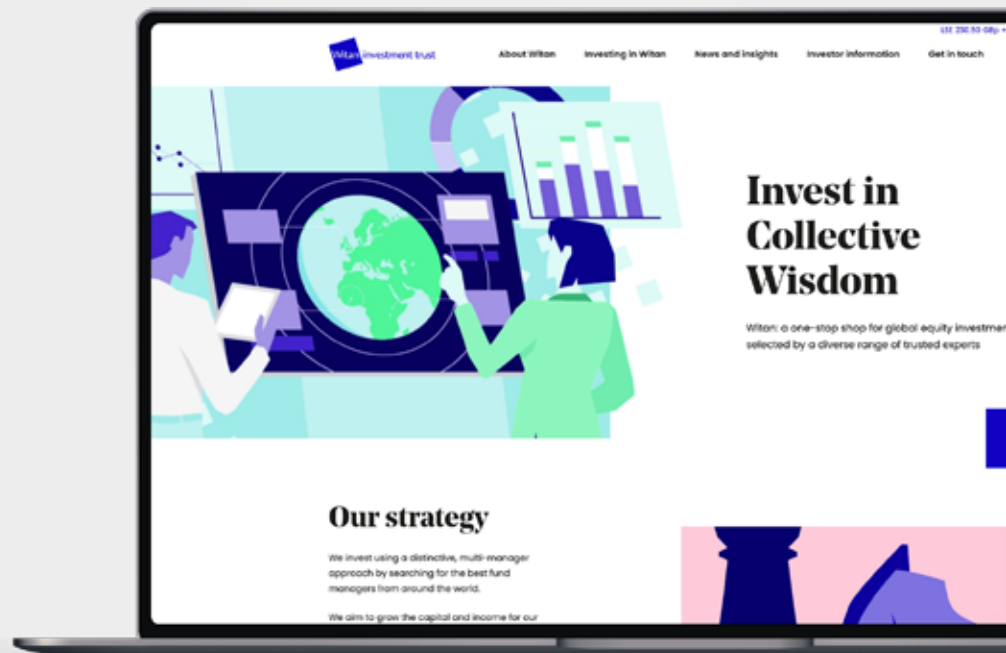 Witan investment trust
About Witan
Investing in Witan
News and insights
Investor information
Get in touch
Invest in
Collective
Wisdom
Witan: a one-stop shop for global equity
selected by a diverse range of trusted experts
Our strategy
We invest using a distinctive, multi-manager
approach by searching for the best fund
managers from around the world.
We aim to grow the capital and income for our